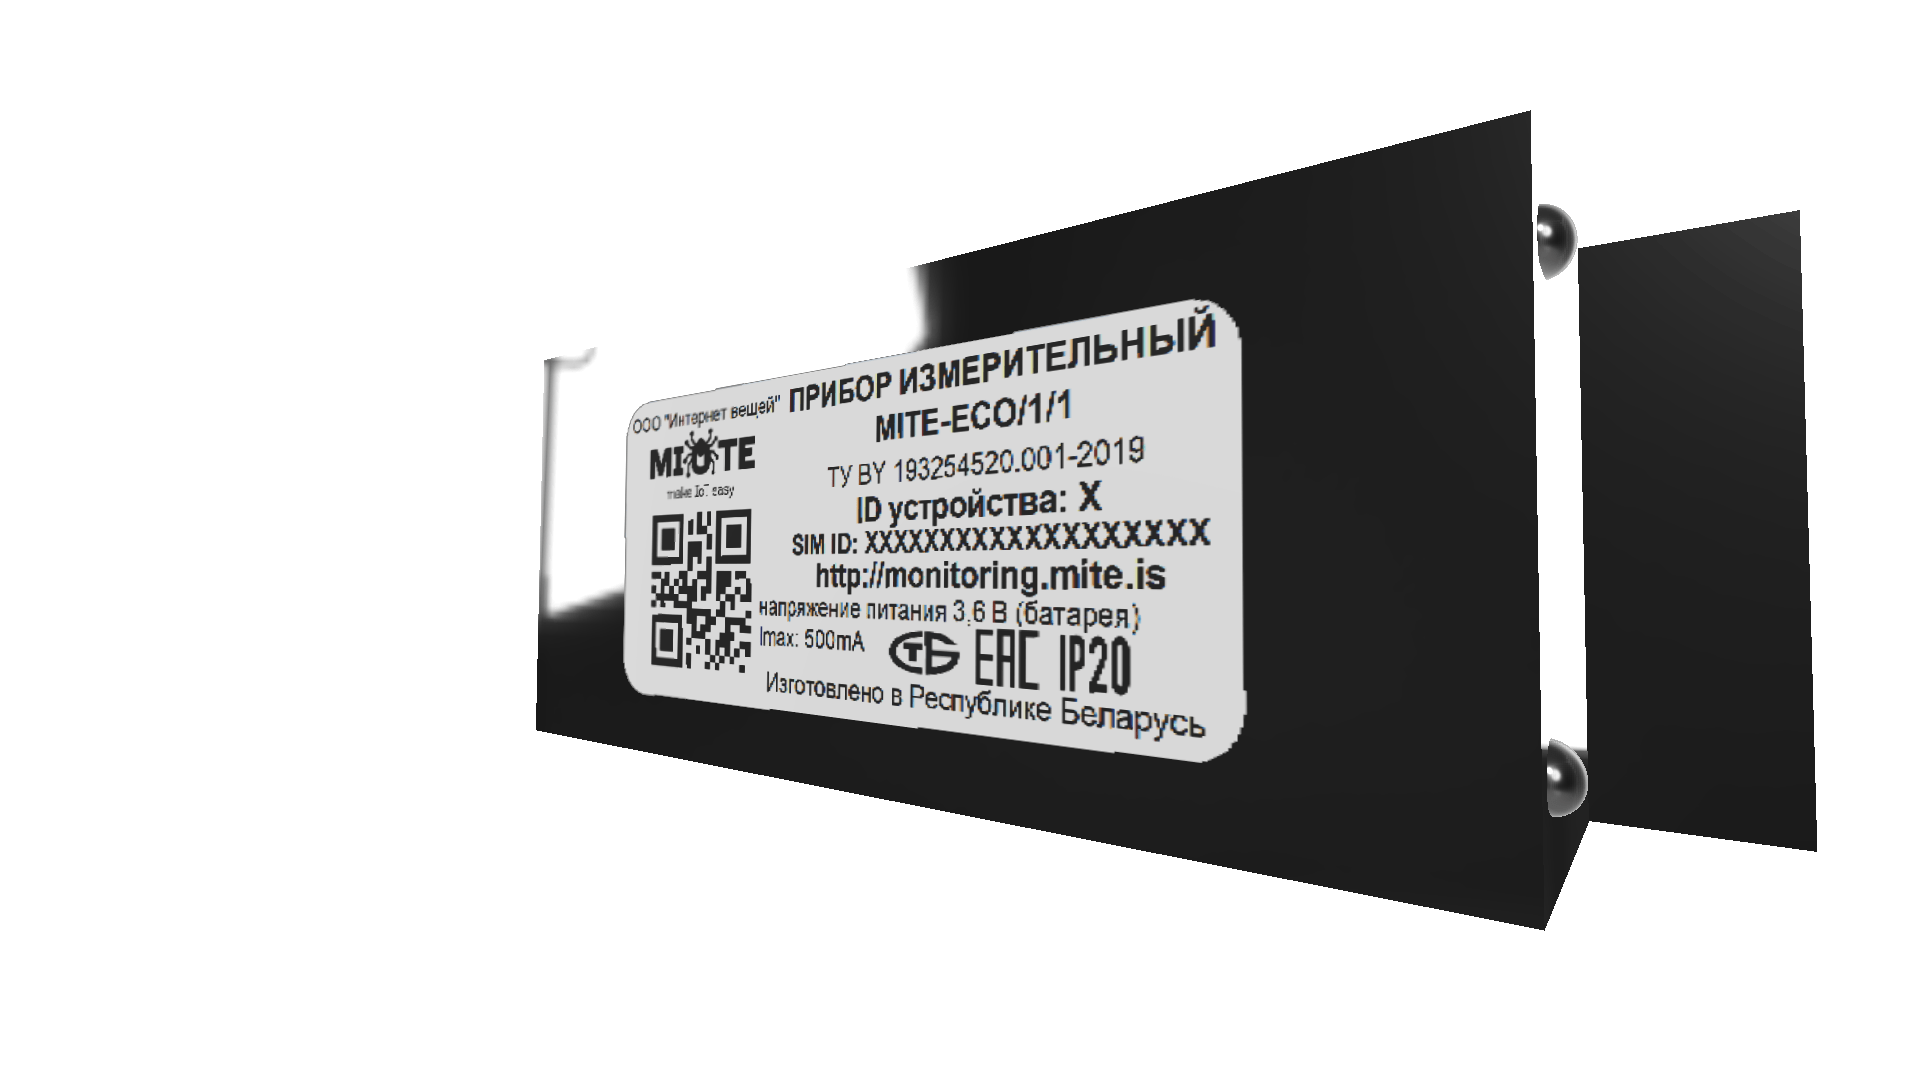 ООО "Интернет вещей"
MITE
make IoT easy
ПРИБОР ИЗМЕРИТЕЛЬНЫЙ
MITE-ECO/1/1
ТУ BY 193254520.001-2019
ID устройства: X
SIM ID: XXXXXXXXXXXXXXXXXXX
http://monitoring.mite.is
напряжение питания 3,6 В (батарея)
Imax: 500mA
СТБ EAC IP20
Изготовлено в Республике Беларусь